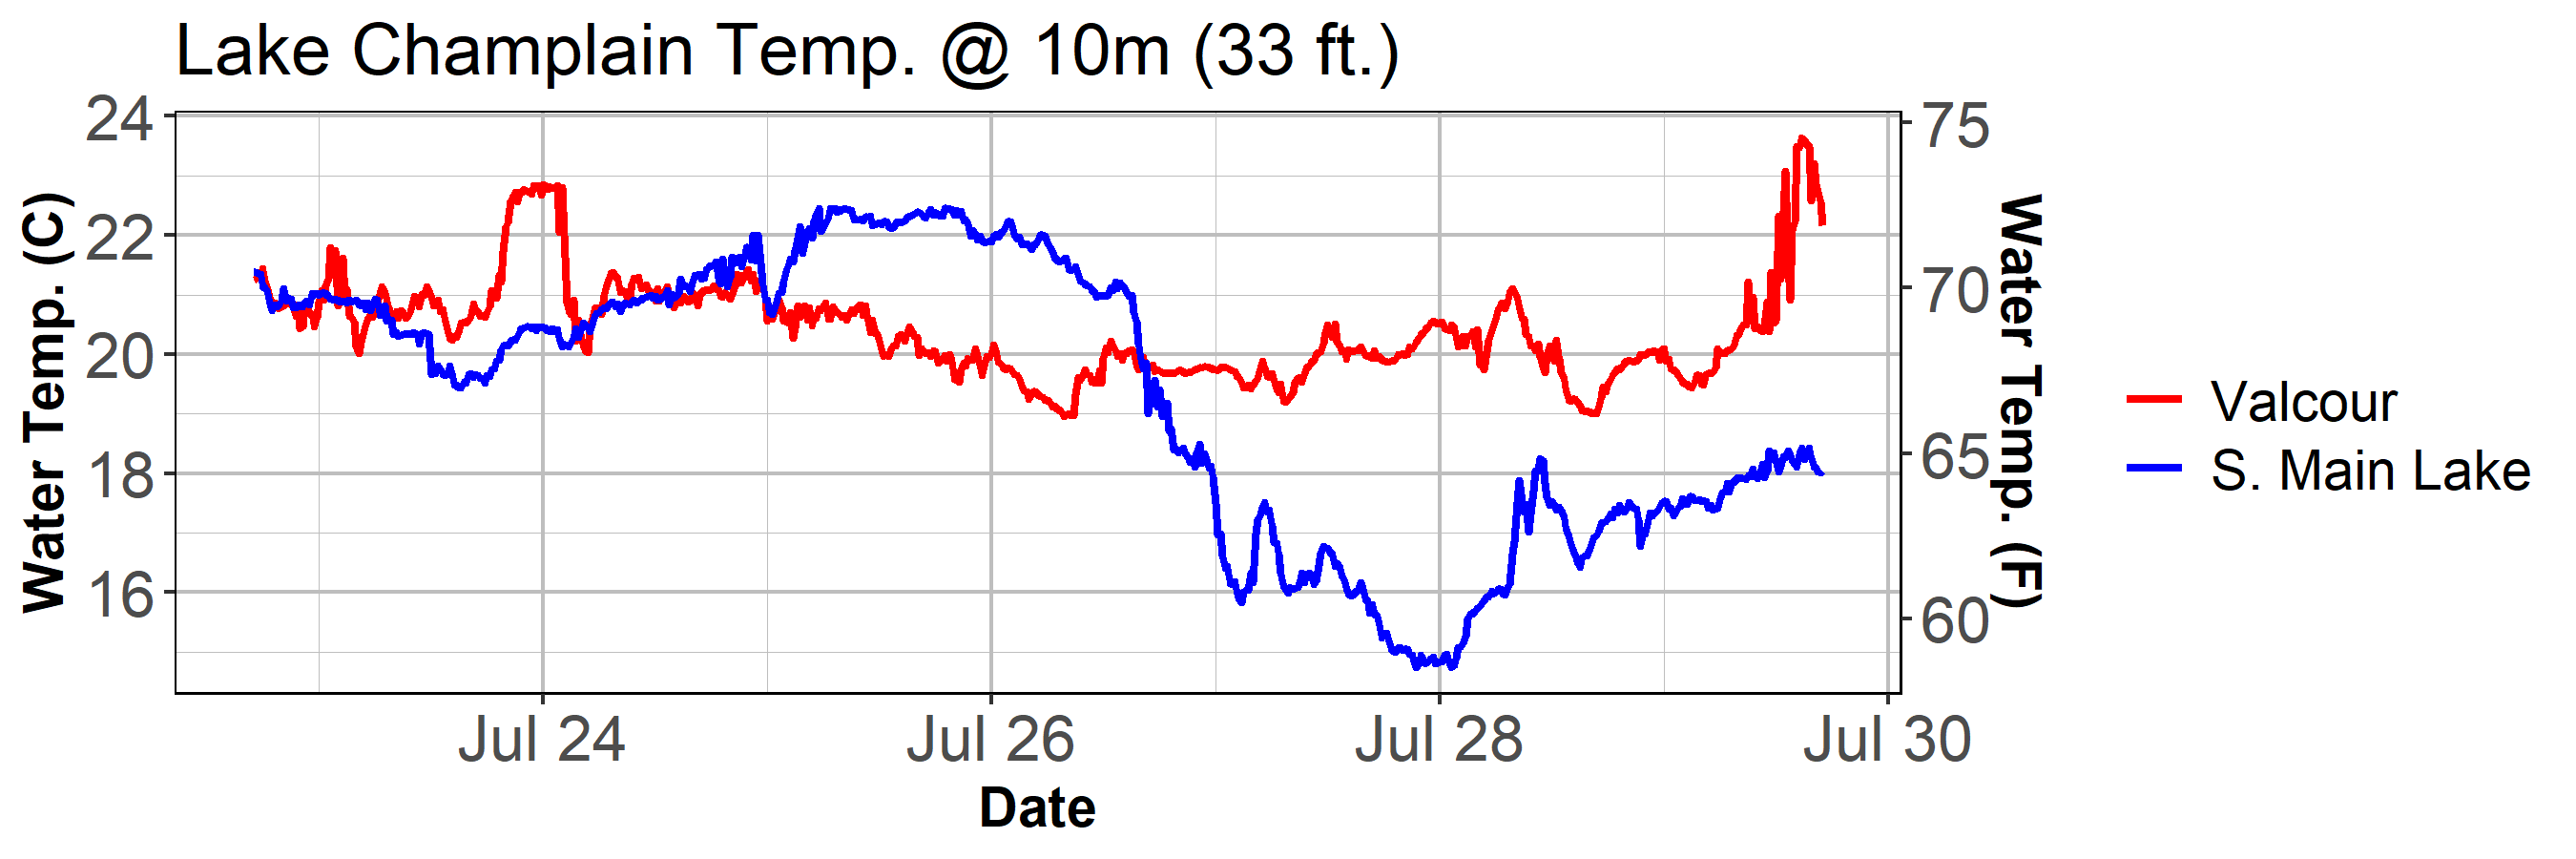 Lake Champlain Temp. @ 10m (33 ft.)
Water Temp. (C)
24
22
20
18
16
75
70
65
60
Water Temp. (F)
Jul 24
Jul 26
Jul 28
Jul 30
Date
Valcour
S. Main Lake